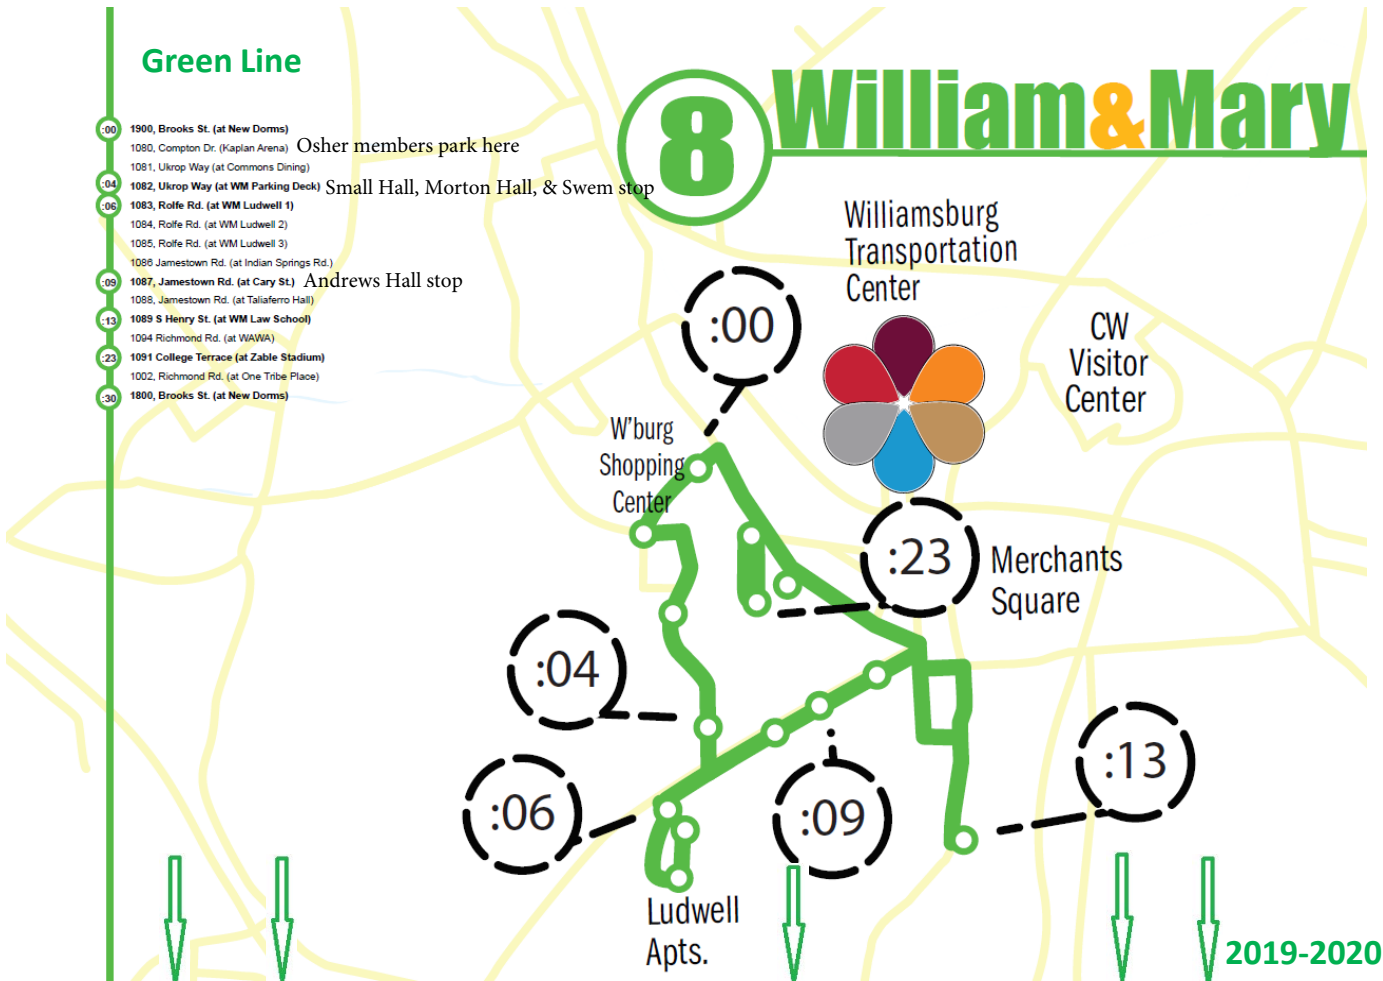 Green Line
8
William&Mary
:00 1900, Brooks St. (at New Dorms)
1080, Compton Dr. (Kaplan Arena) Osher members park here
1081, Ukrop Way (at Commons Dining)
:04 1082, Ukrop Way (at WM Parking Deck) Small Hall, Morton Hall, & Swem stop
:06 1083, Rolfe Rd. (at WM Ludwell 1)
1084, Rolfe Rd. (at WM Ludwell 2)
1085, Rolfe Rd. (at WM Ludwell 3)
1086 Jamestown Rd. (at Indian Springs Rd.)
:09 1087, Jamestown Rd. (at Cary St.) Andrews Hall stop
1088, Jamestown Rd. (at Taliaferro Hall)
:13 1089 S Henry St. (at WM Law School)
1094 Richmond Rd. (at WAWA)
:23 1091 College Terrace (at Zable Stadium)
1002, Richmond Rd. (at One Tribe Place)
:30 1800, Brooks St. (at New Dorms)
Williamsburg
Transportation
Center
:00
CW
Visitor
Center
W'burg
Shopping
Center
:23
Merchants
Square
:04
:06
:09
:13
Ludwell
Apts.
2019-2020